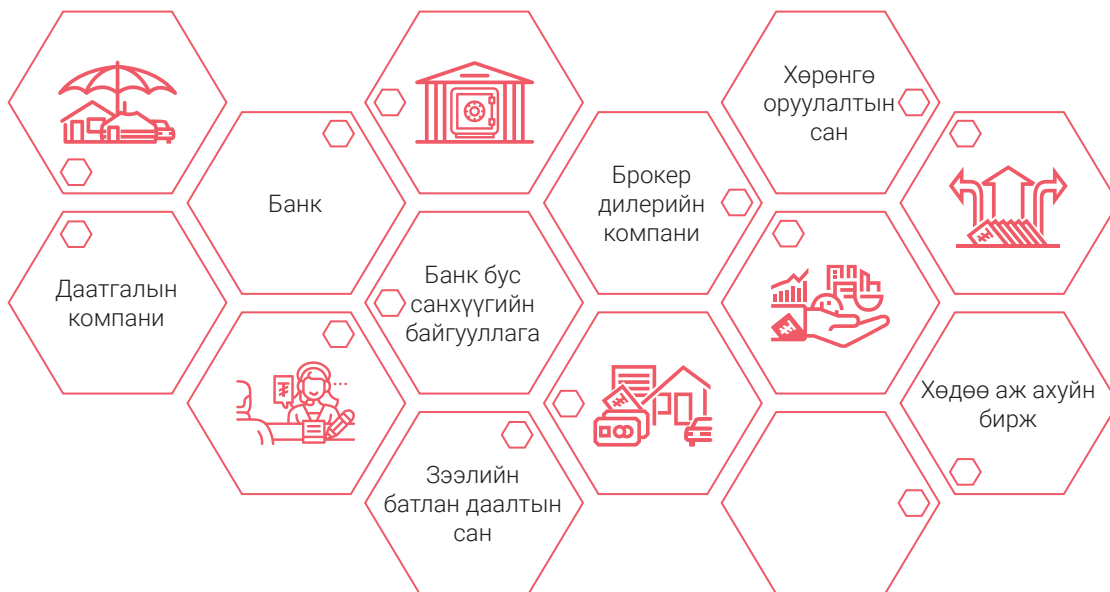 Хөрөнгө
оруулалтын
сан
Банк
Брокер
дилерийн
компани
Даатгалын
компани
Банк бус
санхүүгийн
байгууллага
Хөдөө аж ахуйн
бирж
Зээлийн
батлан даалтын
сан